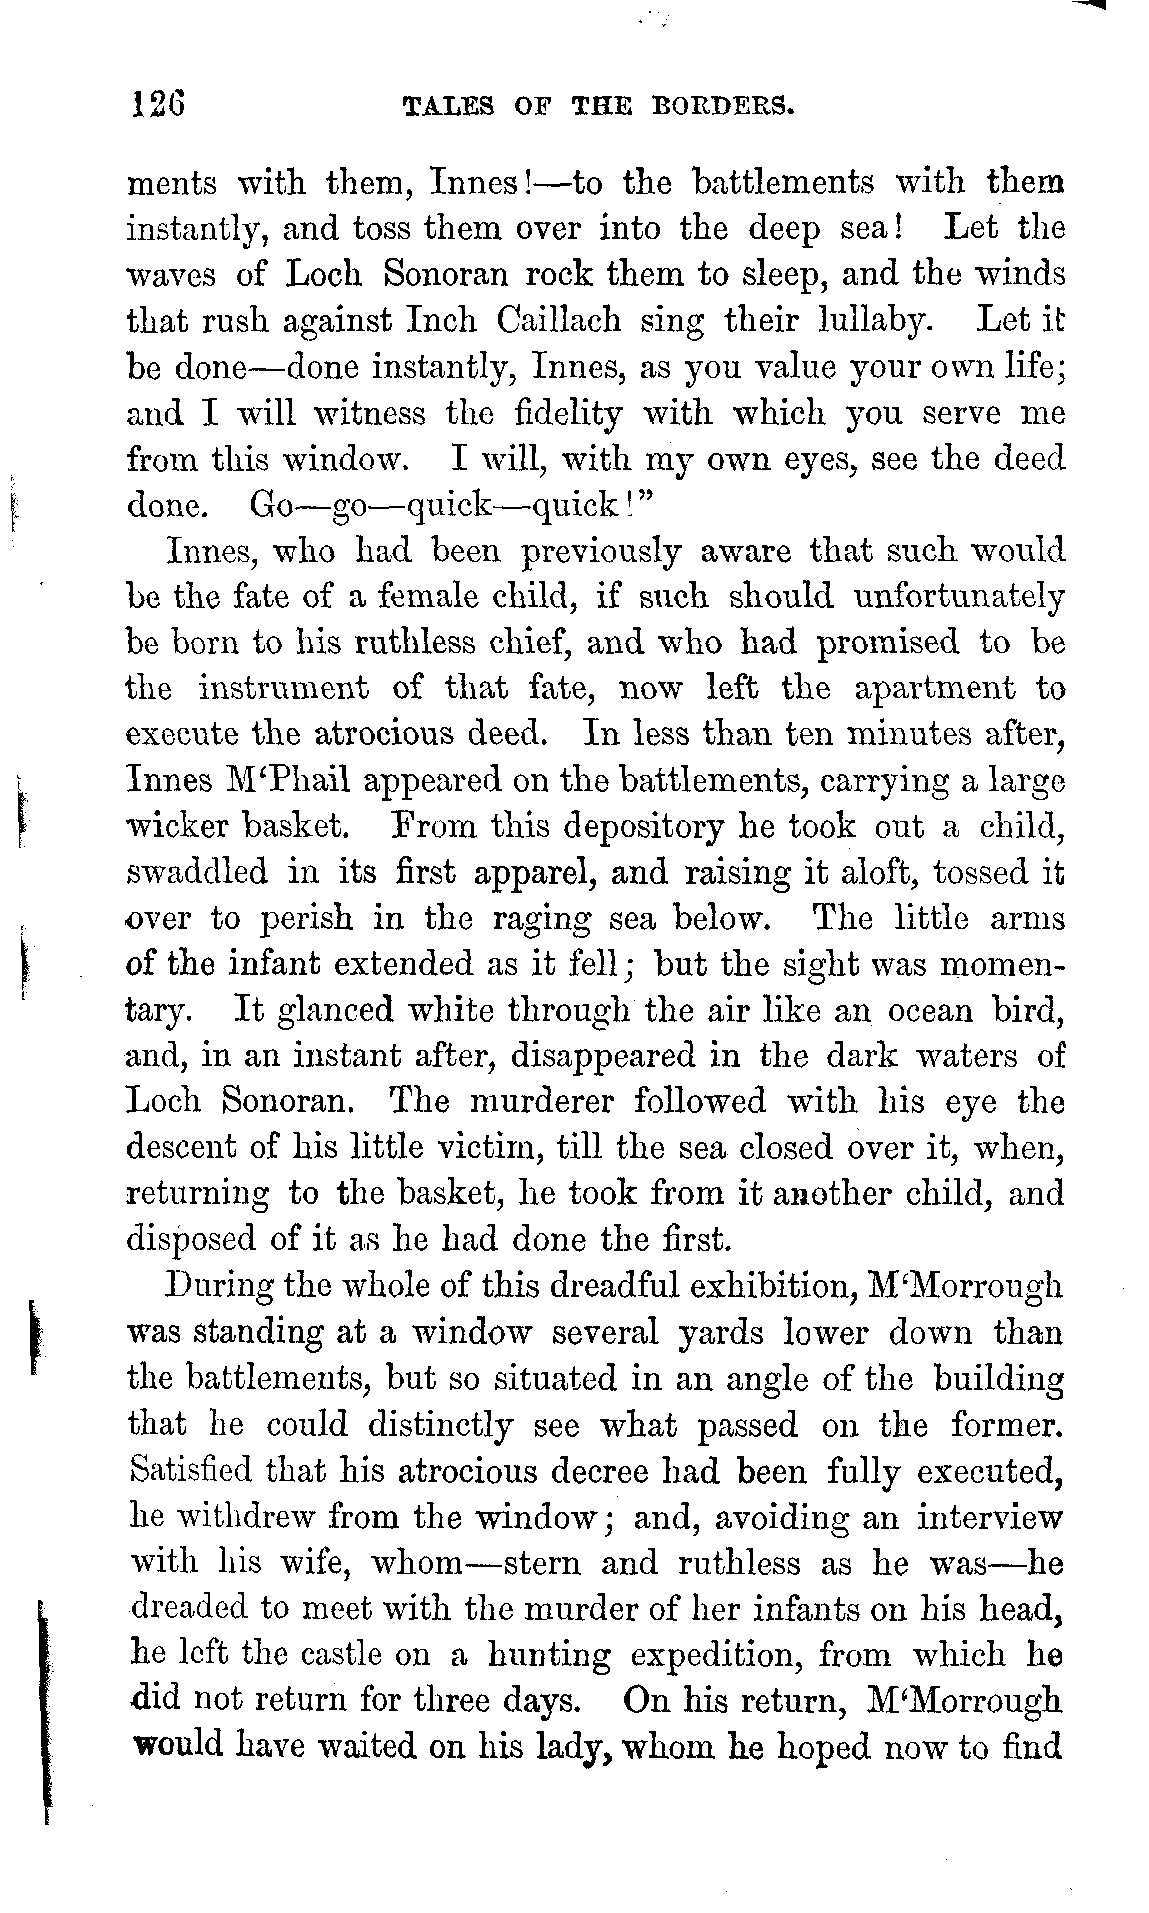 126 TALES OF THE BORDERS.
ments with them, Innes!—to the battlements with them
instantly, and toss them over into the deep sea! Let the
waves of Loch Sonoran rock them to sleep, and the winds
that rush against Inch Caillach sing their lullaby. Let it
be done—done instantly, Innes, as you value your own life;
and I will witness the fidelity with which you serve me
from this window. I will, with my own eyes, see the deed
done. Go—go—quick—quick!”
Innes, who had been previously aware that such would
be the fate of a female child, if such should unfortunately
be born to his ruthless chief, and who had promised to be
the instrument of that fate, now left the apartment to
execute the atrocious deed. In less than ten minutes after,
Innes M‘Phail appeared on the battlements, carrying a large
wicker basket. From this depository he took out a child,
swaddled in its first apparel, and raising it aloft, tossed it
over to perish in the raging sea below. The little arms
of the infant extended as it fell; but the sight was momen-
tary. It glanced white through the air like an ocean bird,
and, in an instant after, disappeared in the dark waters of
Loch Sonoran. The murderer followed with his eye the
descent of his little victim, till the sea closed over it, when,
returning to the basket, he took from it another child, and
disposed of it as he had done the first.
During the whole of this dreadful exhibition, M‘Morrough
was standing at a window several yards lower down than
the battlements, but so situated in an angle of the building
that he could distinctly see what passed on the former.
Satisfied that his atrocious decree had been fully executed,
he withdrew from the window; and, avoiding an interview
with his wife, whom—stern and ruthless as he was—he
dreaded to meet with the murder of her infants on his head,
he left the castle on a hunting expedition, from which he
did not return for three days. On his return, M‘Morrough
would have waited on his lady, whom he hoped now to find